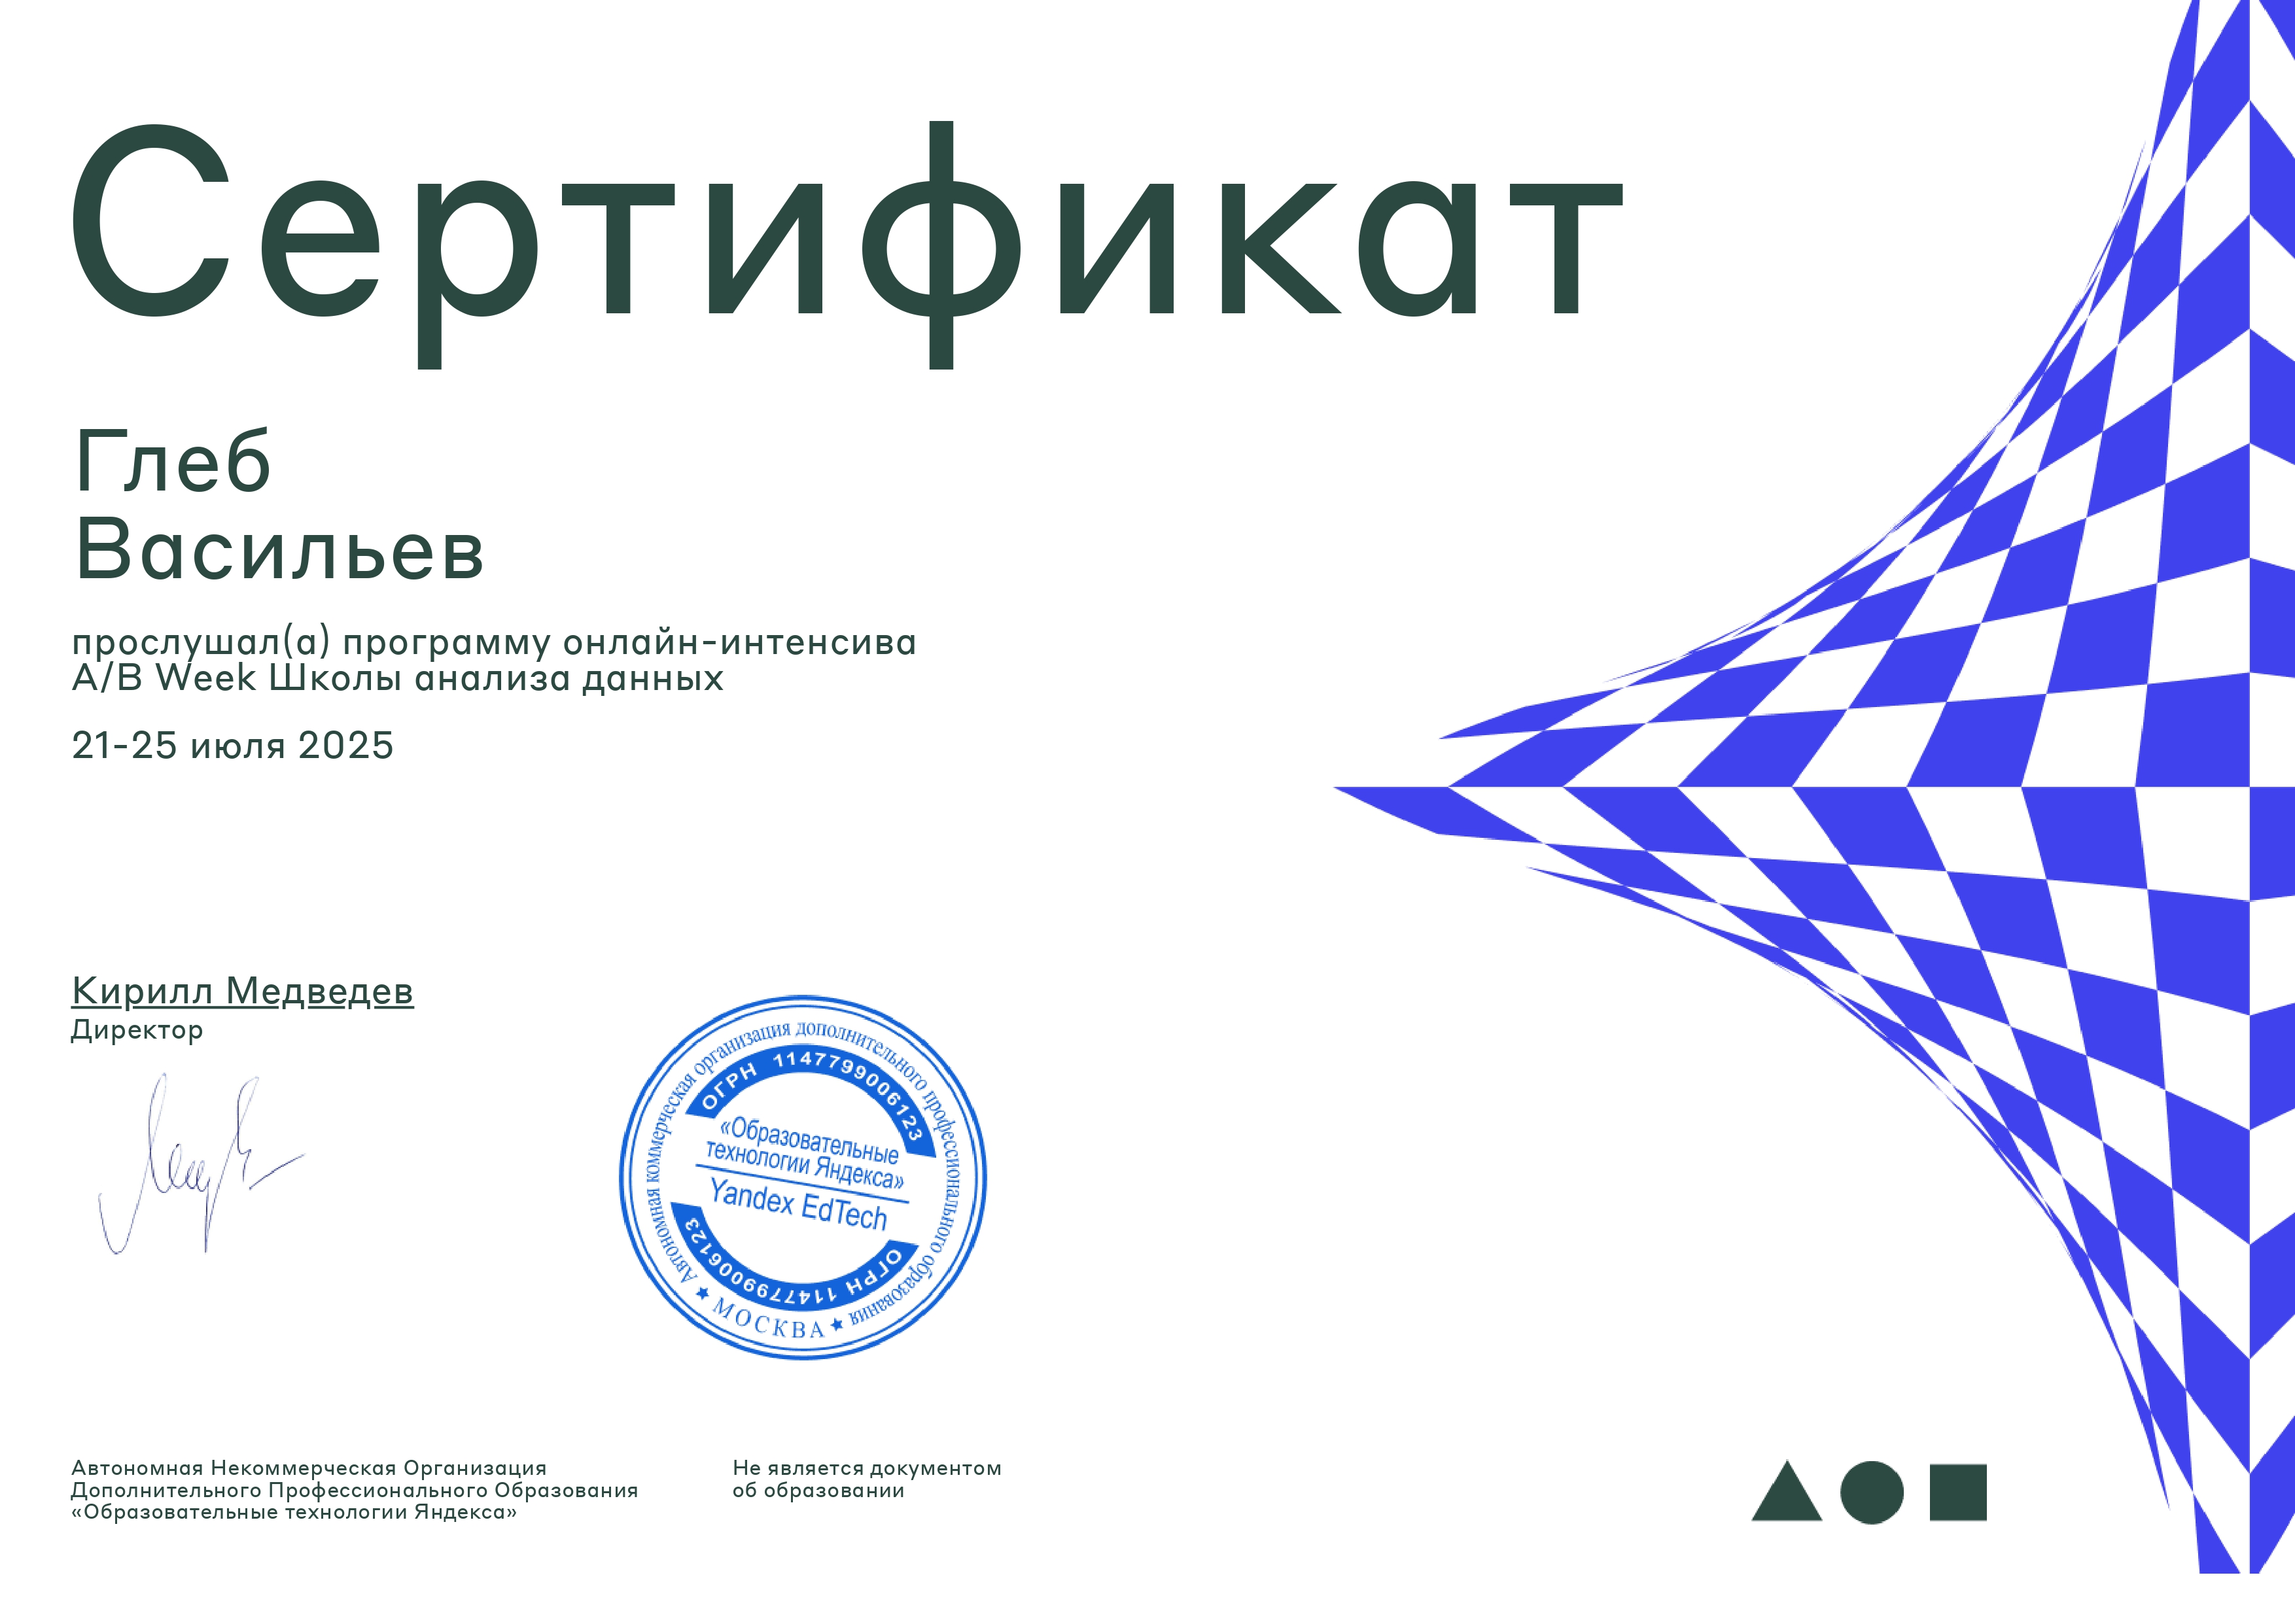 Сертификат
Глеб
Васильев
прослушал(а) программу онлайн-интенсива
A/B Week Школы анализа данных
21-25 июля 2025
Кирилл Медведев
Директор
Автономная некоммерческая организация дополнительного профессионального образования
ОГРН 1147799006123
«Образовательные
технологии Яндекса»
Yandex EdTech
ОГРН 1147799006123
★ МОСКВА ★
Автономная Некоммерческая Организация
Дополнительного Профессионального Образования
«Образовательные технологии Яндекса»
Не является документом
об образовании